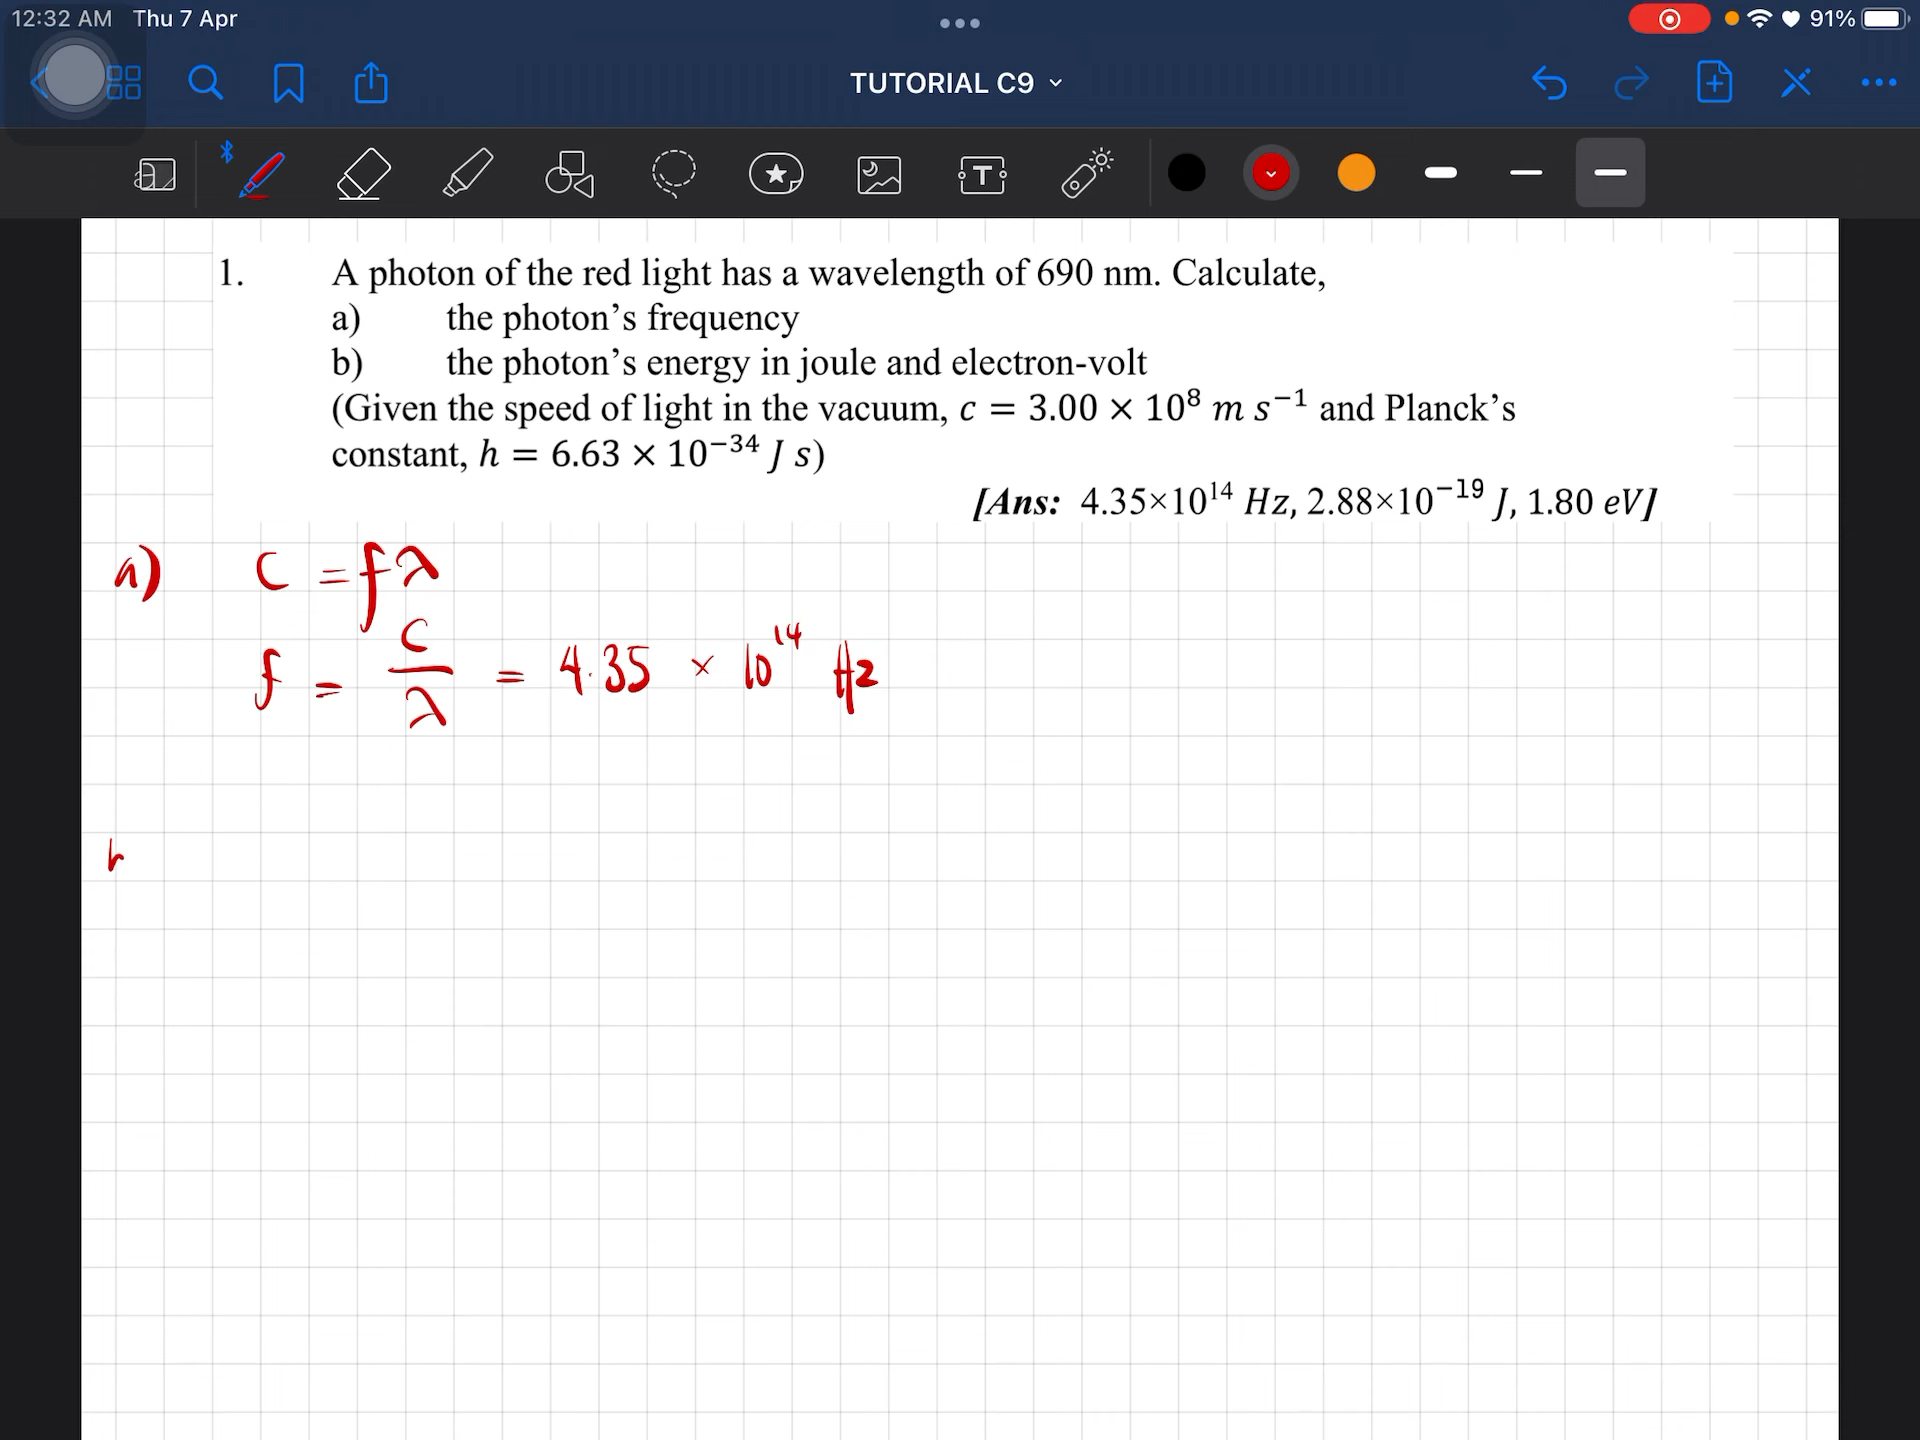 12:32 AM Thu 7 Apr
91%
TUTORIAL C9
1. A photon of the red light has a wavelength of 690 nm. Calculate,
a) the photon’s frequency
b) the photon’s energy in joule and electron-volt
(Given the speed of light in the vacuum, c = 3.00 × 10⁸ m s⁻¹ and Planck’s
constant, h = 6.63 × 10⁻³⁴ J s)
[Ans: 4.35×10¹⁴ Hz, 2.88×10⁻¹⁹ J, 1.80 eV]
a) c = fλ
f = c/λ = 4.35 × 10¹⁴ Hz